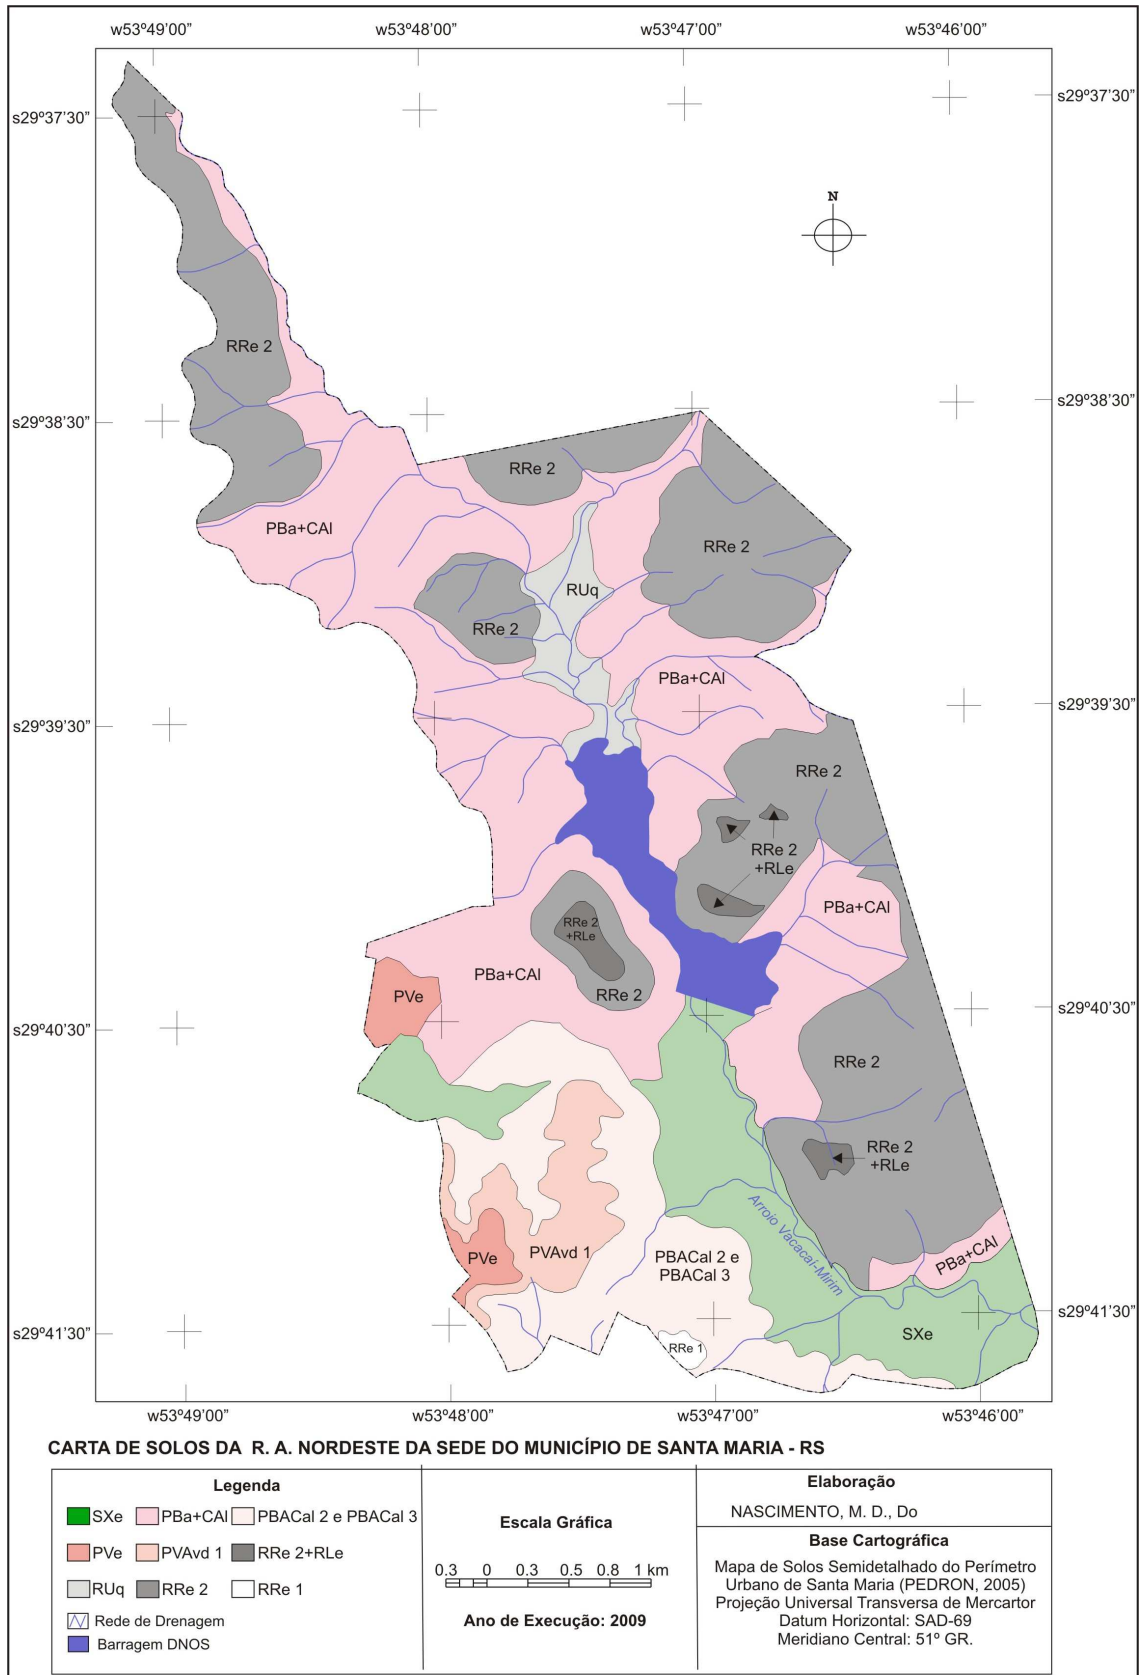 w53º49'00"
w53º48'00"
w53º47'00"
w53º46'00"
s29º37'30"
s29º37'30"
N
RRe 2
s29º38'30"
s29º38'30"
RRe 2
PBa+CAl
RRe 2
RUq
RRe 2
PBa+CAl
s29º39'30"
s29º39'30"
RRe 2
RRe 2
+RLe
PBa+CAl
RRe 2
+RLe
PBa+CAl
RRe 2
PVe
s29º40'30"
s29º40'30"
RRe 2
RRe 2
+RLe
Arroio Vacacaí-Mirim
PVe
PVAvd 1
PBACal 2 e
PBACal 3
PBa+CAl
s29º41'30"
s29º41'30"
SXe
RRe 1
w53º49'00"
w53º48'00"
w53º47'00"
w53º46'00"
CARTA DE SOLOS DA R. A. NORDESTE DA SEDE DO MUNICÍPIO DE SANTA MARIA - RS
Legenda
SXe PBa+CAl PBACal 2 e PBACal 3
PVe PVAvd 1 RRe 2+RLe
RUq RRe 2 RRe 1
Rede de Drenagem
Barragem DNOS
Escala Gráfica
0.3 0 0.3 0.5 0.8 1 km
Ano de Execução: 2009
Elaboração
NASCIMENTO, M. D., Do
Base Cartográfica
Mapa de Solos Semidetalhado do Perímetro
Urbano de Santa Maria (PEDRON, 2005)
Projeção Universal Transversa de Mercartor
Datum Horizontal: SAD-69
Meridiano Central: 51º GR.